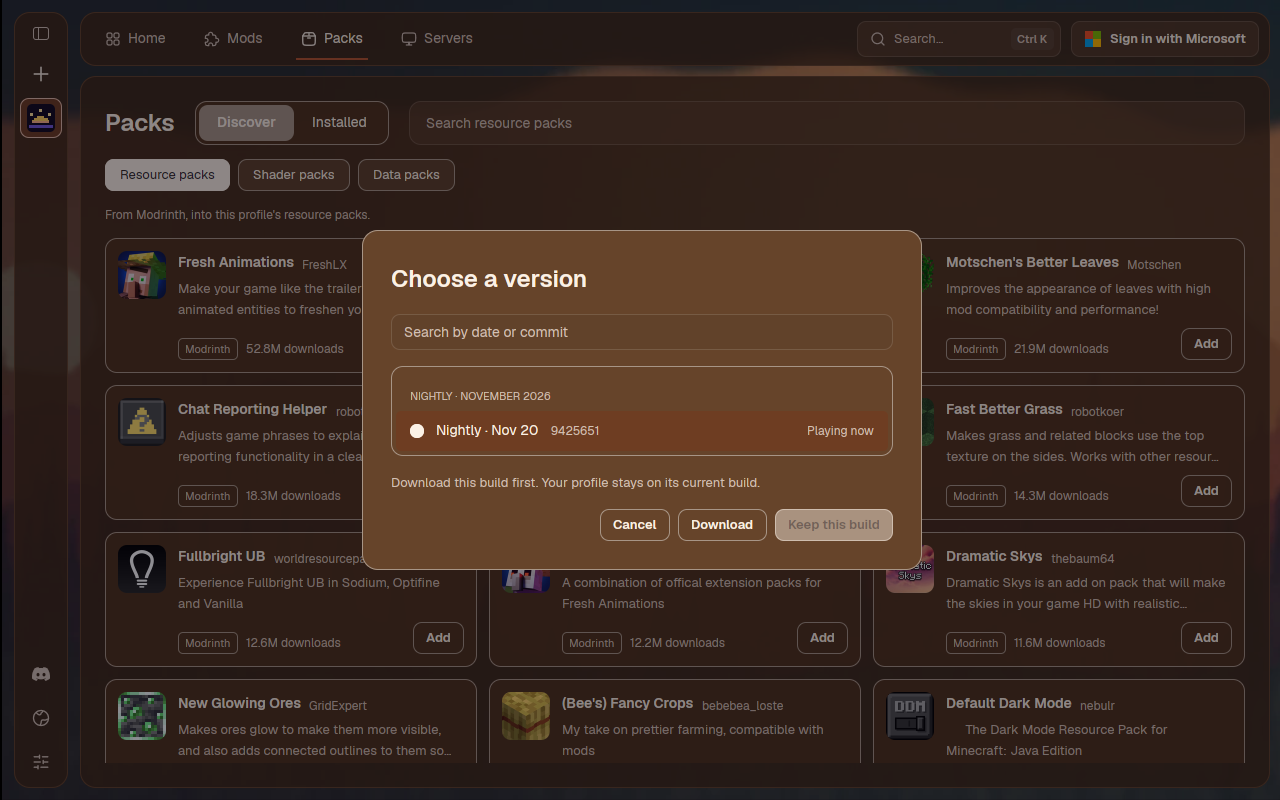 Home
Mods
Packs
Servers
Search...
Ctrl K
Sign in with Microsoft
Packs
Discover
Installed
Search resource packs
Resource packs
Shader packs
Data packs
From Modrinth, into this profile's resource packs.
Fresh Animations FreshLX
Make your game like the trailer
animated entities to freshen yo
Modrinth 52.8M downloads
Motschen's Better Leaves Motschen
Improves the appearance of leaves with high
mod compatibility and performance!
Modrinth 21.9M downloads
Add
Choose a version
Search by date or commit
NIGHTLY · NOVEMBER 2026
Nightly · Nov 20 9425651
Playing now
Download this build first. Your profile stays on its current build.
Cancel
Download
Keep this build
Chat Reporting Helper robot
Adjusts game phrases to explai
reporting functionality in a clea
Modrinth 18.3M downloads
Fast Better Grass robotkoer
Makes grass and related blocks use the top
texture on the sides. Works with other resour...
Modrinth 14.3M downloads
Add
Fullbright UB worldresourcepa
Experience Fullbright UB in Sodium, Optifine
and Vanilla
Modrinth 12.6M downloads
Add
A combination of offical extension packs for
Fresh Animations
Modrinth 12.2M downloads
Add
Skys
Dramatic Skys thebaum64
Dramatic Skys is an add on pack that will make
the skies in your game HD with realistic...
Modrinth 11.6M downloads
Add
New Glowing Ores GridExpert
Makes ores glow to make them more visible,
and also adds connected outlines to them so...
(Bee's) Fancy Crops bebebea_loste
My take on prettier farming, compatible with
mods
DDM
Default Dark Mode nebulr
The Dark Mode Resource Pack for
Minecraft: Java Edition